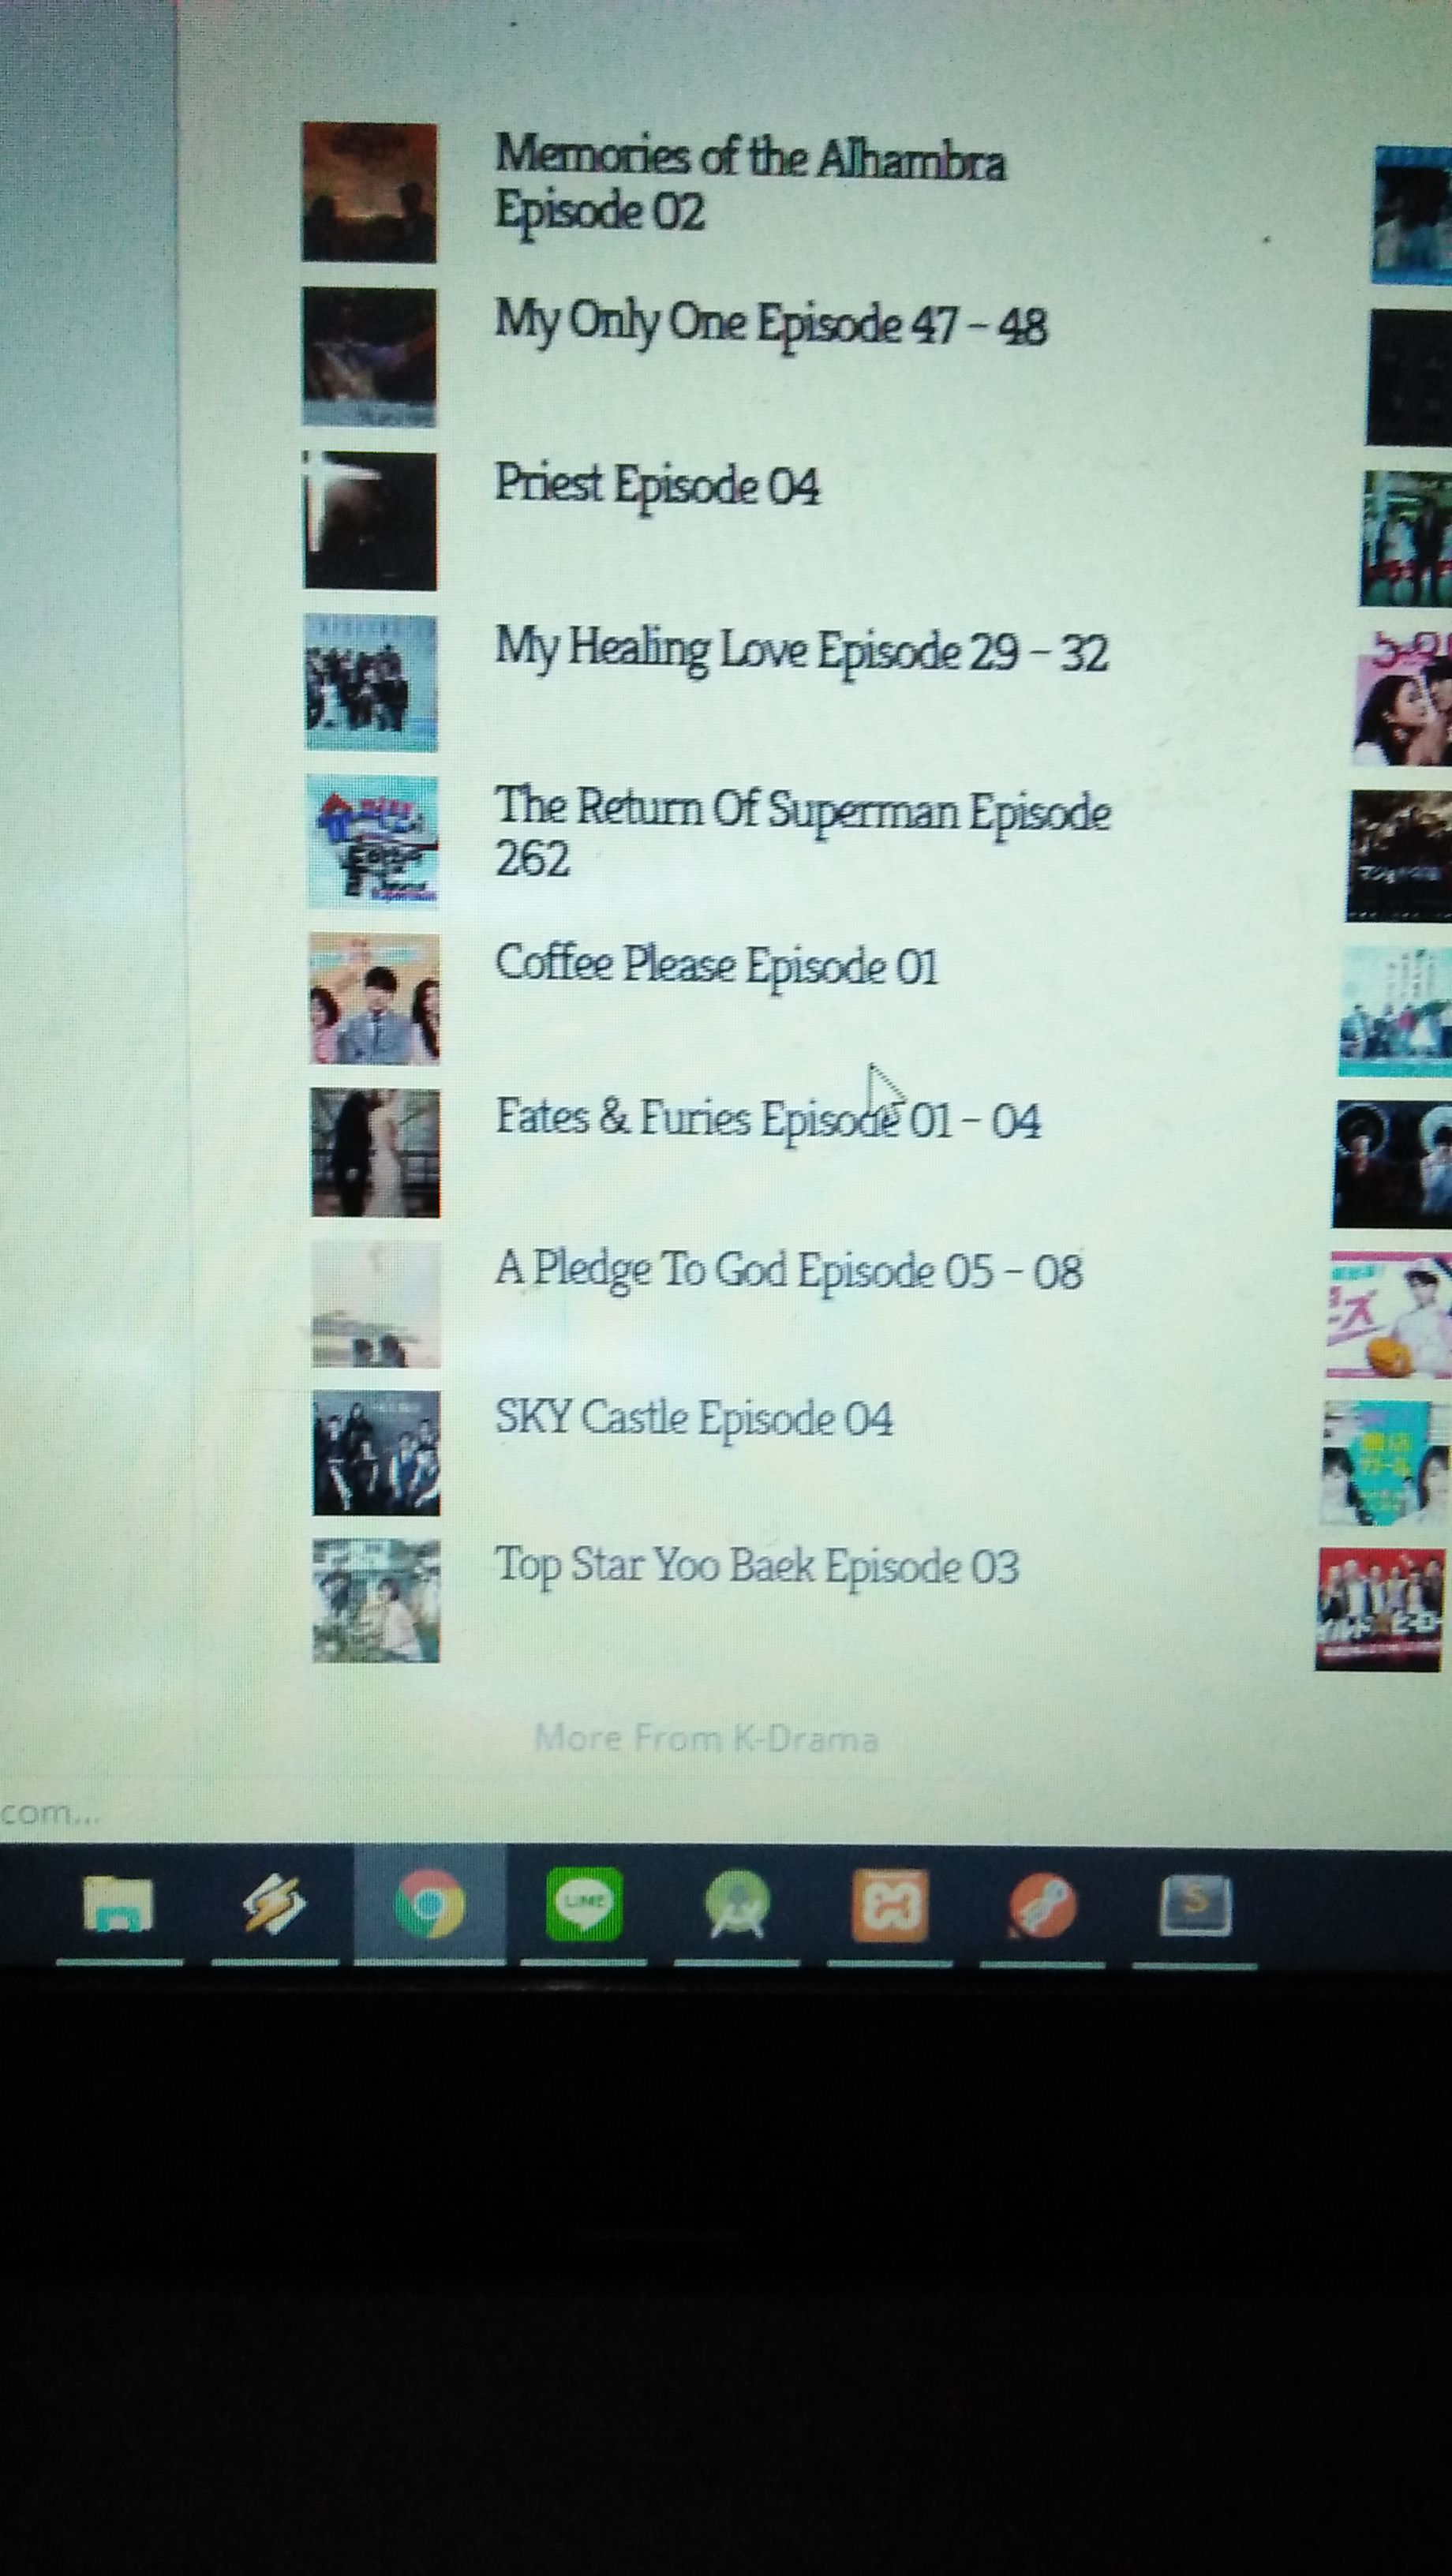 Memories of the Alhambra
Episode 02
My Only One Episode 47 – 48
Priest Episode 04
My Healing Love Episode 29 – 32
The Return Of Superman Episode
262
Coffee Please Episode 01
Fates & Furies Episode 01 – 04
A Pledge To God Episode 05 – 08
SKY Castle Episode 04
Top Star Yoo Baek Episode 03
More From K-Drama
com...
LINE